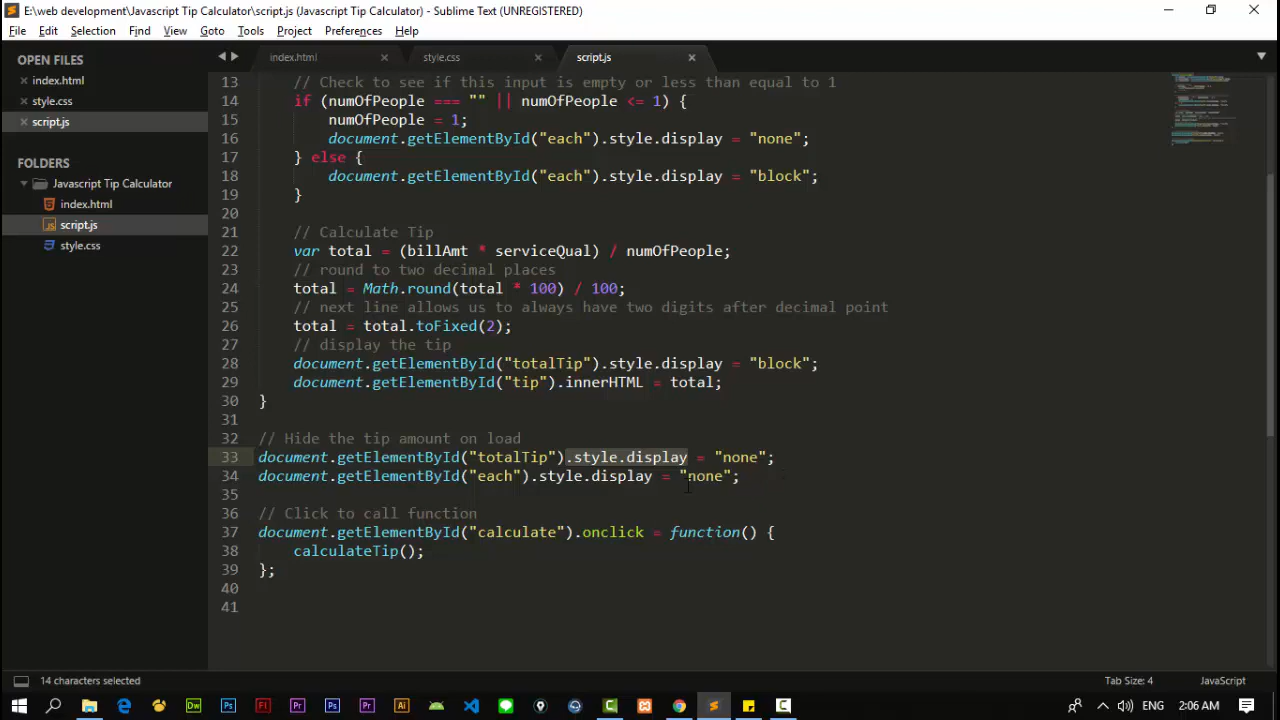 E:\web development\Javascript Tip Calculator\script.js (Javascript Tip Calculator) - Sublime Text (UNREGISTERED)
File Edit Selection Find View Goto Tools Project Preferences Help
OPEN FILES
index.html
style.css
script.js
FOLDERS
Javascript Tip Calculator
index.html
script.js
style.css
index.html style.css script.js
13 // Check to see if this input is empty or less than equal to 1
14 if (numOfPeople === "" || numOfPeople <= 1) {
15 numOfPeople = 1;
16 document.getElementById("each").style.display = "none";
17 } else {
18 document.getElementById("each").style.display = "block";
19 }
20
21 // Calculate Tip
22 var total = (billAmt * serviceQual) / numOfPeople;
23 // round to two decimal places
24 total = Math.round(total * 100) / 100;
25 // next line allows us to always have two digits after decimal point
26 total = total.toFixed(2);
27 // display the tip
28 document.getElementById("totalTip").style.display = "block";
29 document.getElementById("tip").innerHTML = total;
30 }
31
32 // Hide the tip amount on load
33 document.getElementById("totalTip").style.display = "none";
34 document.getElementById("each").style.display = "none";
35
36 // Click to call function
37 document.getElementById("calculate").onclick = function() {
38 calculateTip();
39 };
40
41
14 characters selected Tab Size: 4 JavaScript
Dw Ps Fl Pr Ps Pr Ai ENG 2:06 AM